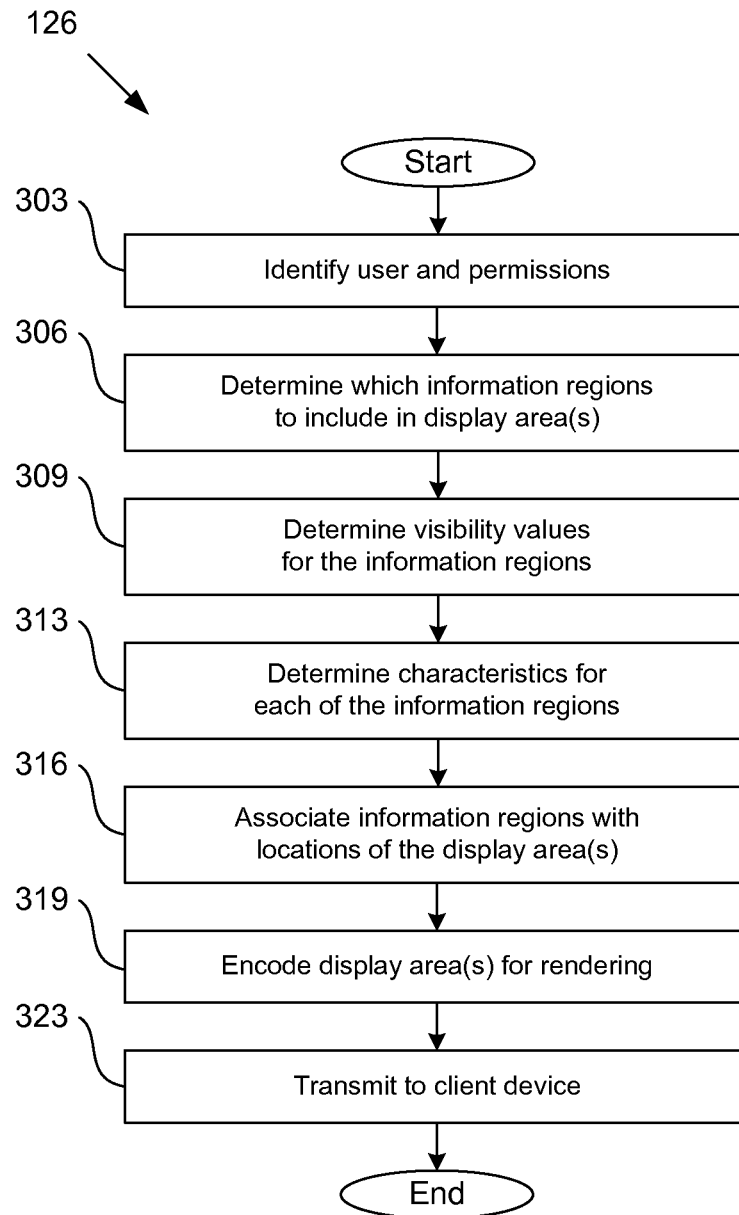 126
Start
303
Identify user and permissions
306
Determine which information regions
to include in display area(s)
309
Determine visibility values
for the information regions
313
Determine characteristics for
each of the information regions
316
Associate information regions with
locations of the display area(s)
319
Encode display area(s) for rendering
323
Transmit to client device
End